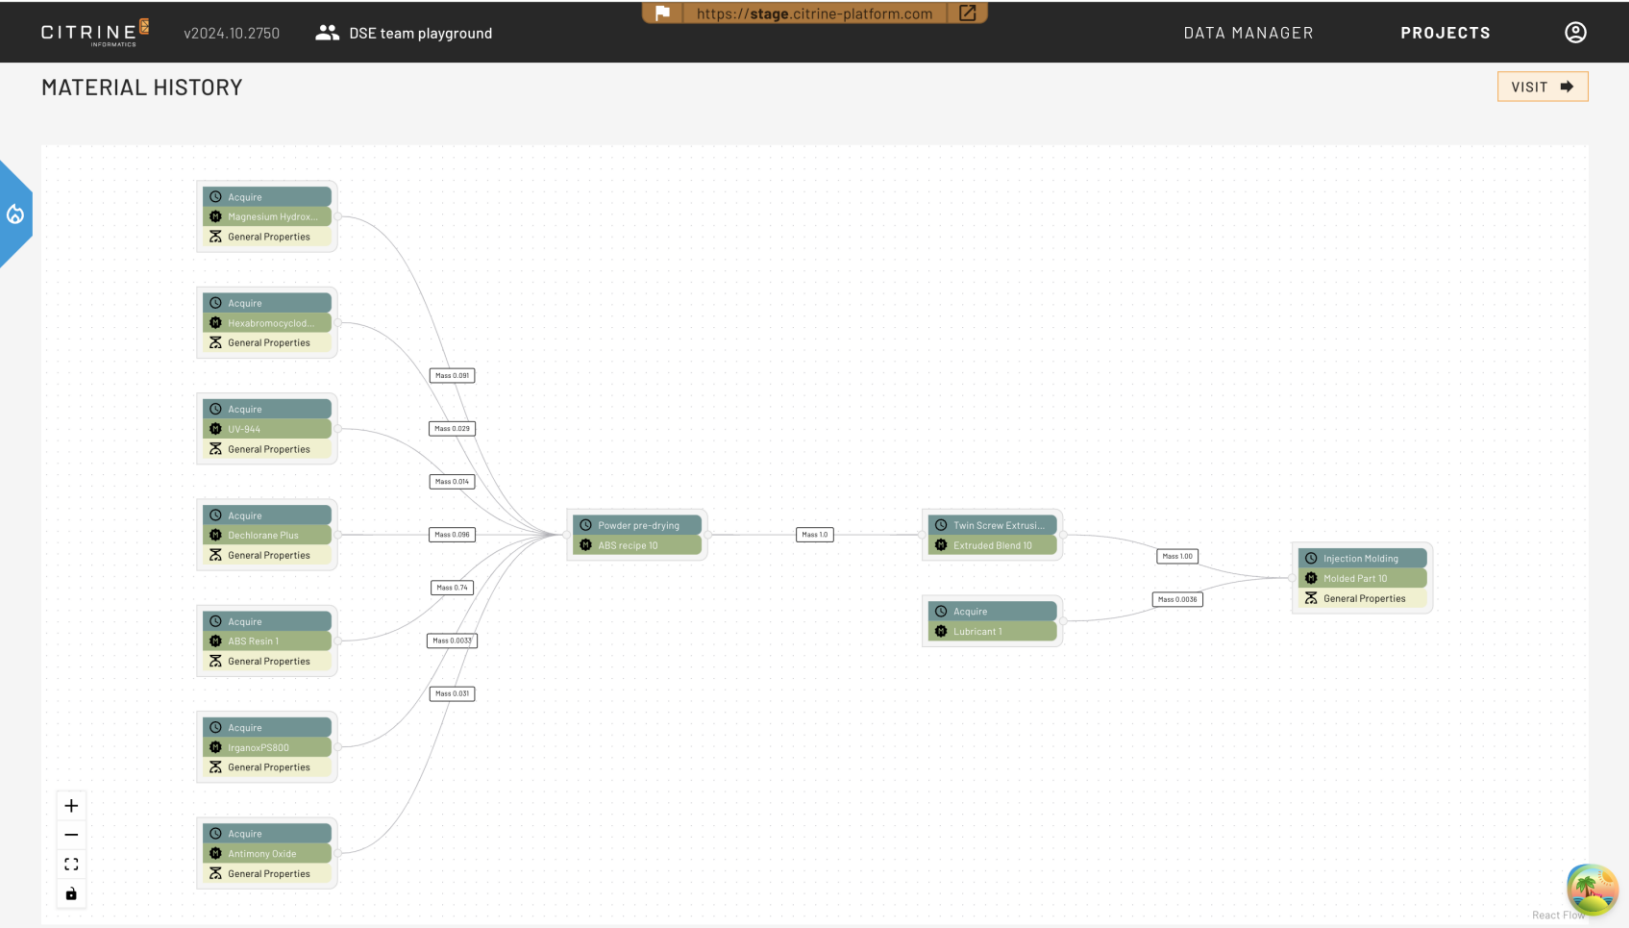 https://stage.citrine-platform.com
CITRINE
INFORMATICS
v2024.10.2750
DSE team playground
DATA MANAGER
PROJECTS
MATERIAL HISTORY
VISIT
Acquire
Magnesium Hydrox...
General Properties
Acquire
Hexabromocyclod...
General Properties
Acquire
UV-944
General Properties
Acquire
Dechlorane Plus
General Properties
Acquire
ABS Resin 1
General Properties
Acquire
IrganoxPS800
General Properties
Acquire
Antimony Oxide
General Properties
Mass 0.091
Mass 0.029
Mass 0.014
Mass 0.096
Mass 0.74
Mass 0.0033
Mass 0.031
Powder pre-drying
ABS recipe 10
Mass 1.0
Twin Screw Extrusi...
Extruded Blend 10
Acquire
Lubricant 1
Mass 1.00
Mass 0.0036
Injection Molding
Molded Part 10
General Properties
React Flow